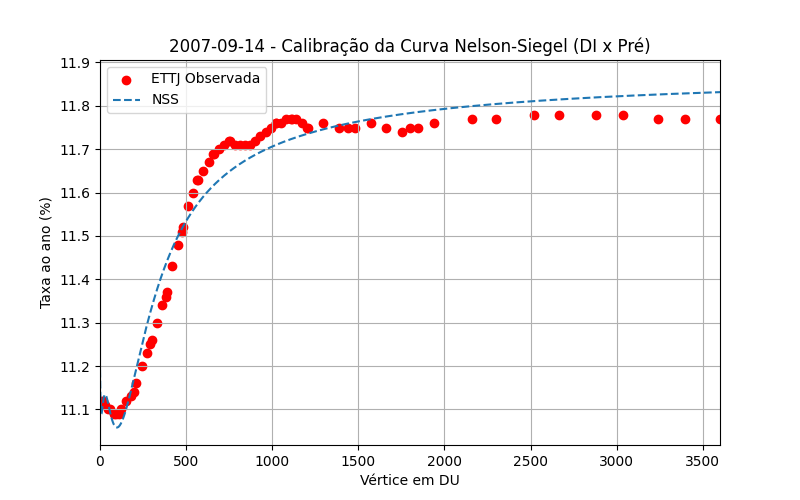 2007-09-14 - Calibração da Curva Nelson-Siegel (DI x Pré)
ETTJ Observada
NSS
Taxa ao ano (%)
11.9
11.8
11.7
11.6
11.5
11.4
11.3
11.2
11.1
0 500 1000 1500 2000 2500 3000 3500
Vértice em DU